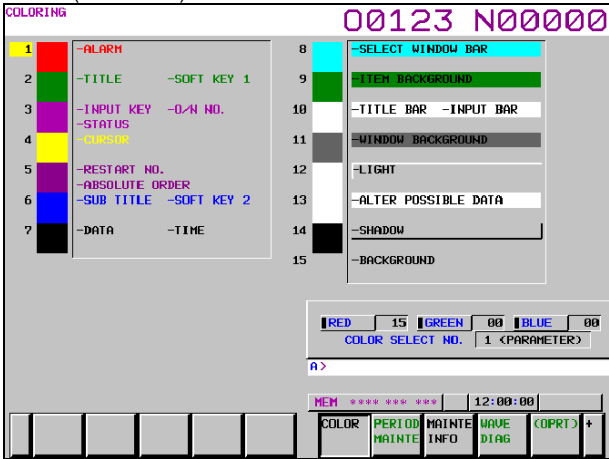 COLORING
O0123 N00000
1 -ALARM
2 -TITLE -SOFT KEY 1
3 -INPUT KEY -O/N NO.
-STATUS
4 -CURSOR
5 -RESTART NO.
-ABSOLUTE ORDER
6 -SUB TITLE -SOFT KEY 2
7 -DATA -TIME
8 -SELECT WINDOW BAR
9 -ITEM BACKGROUND
10 -TITLE BAR -INPUT BAR
11 -WINDOW BACKGROUND
12 -LIGHT
13 -ALTER POSSIBLE DATA
14 -SHADOW
15 -BACKGROUND
RED 15 GREEN 00 BLUE 00
COLOR SELECT NO. 1 (PARAMETER)
A>
MEM **** *** *** 12:00:00
COLOR PERIOD MAINTE WAVE (OPRT) +
MAINTE INFO DIAG